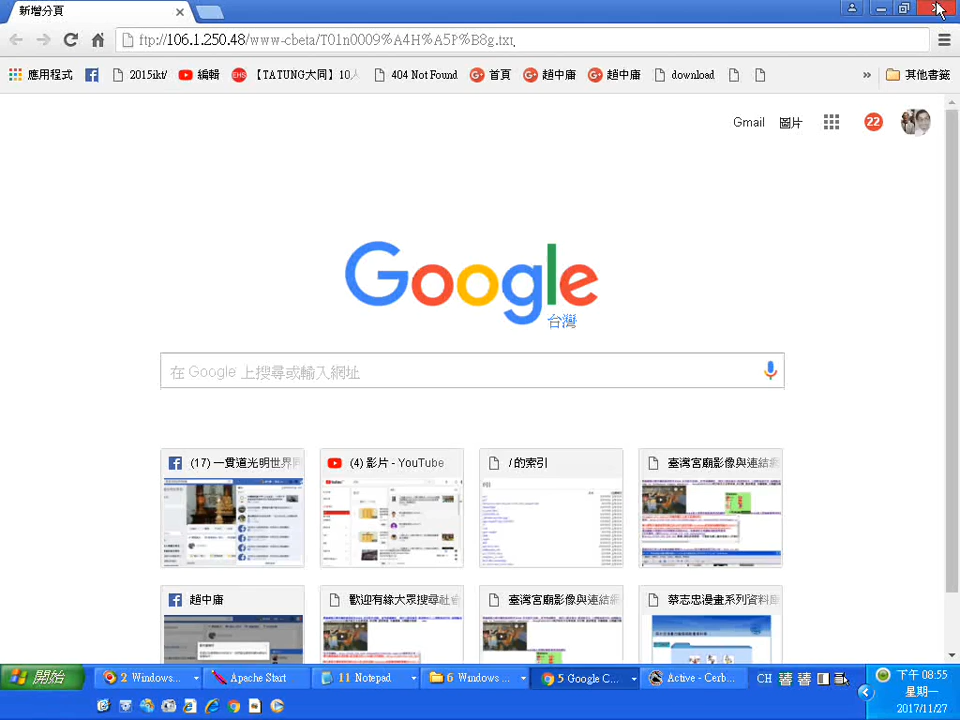 新增分頁
ftp://106.1.250.48/www-cbeta/T01n0009%A4H%A5P%B8g.txt
應用程式 2015ikt/ 編輯 EHS 【TATUNG大同】10 404 Not Found 首頁 趙中庸 趙中庸 download » 其他書籤
Gmail 圖片 22
Google
台灣
在 Google 上搜尋或輸入網址
(17) 一貫道光明世界 (4) 影片 - YouTube / 的索引 臺灣宮廟影像與連結
趙中庸 歡迎有緣大眾搜尋社 臺灣宮廟影像與連結 蔡志忠漫畫系列資料
開始 2 Windows... Apache Start 11 Notepad 6 Windows ... 5 Google C... Active - Cerb... CH 下午 08:55
星期一
2017/11/27